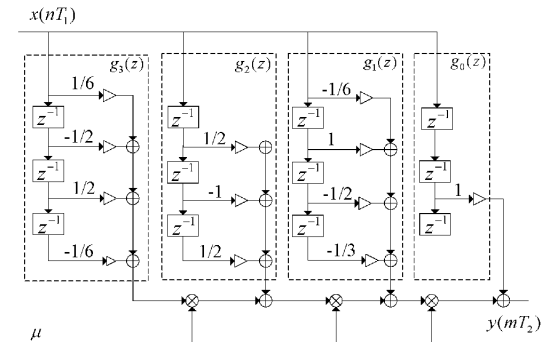 x(nT₁)
g₃(z)
1/6
z⁻¹
-1/2
z⁻¹
1/2
z⁻¹
-1/6
g₂(z)
z⁻¹
1/2
z⁻¹
-1
z⁻¹
1/2
g₁(z)
-1/6
z⁻¹
1
z⁻¹
-1/2
z⁻¹
-1/3
g₀(z)
z⁻¹
z⁻¹
1
z⁻¹
y(mT₂)
μ